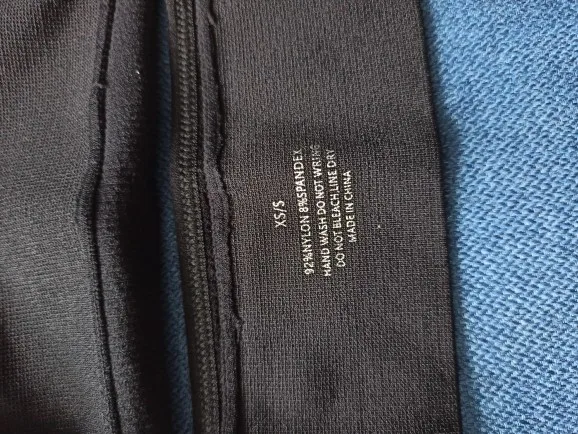 XS/S
92%NYLON 8%SPANDEX
HAND WASH DO NOT WRING
DO NOT BLEACH,LINE DRY
MADE IN CHINA